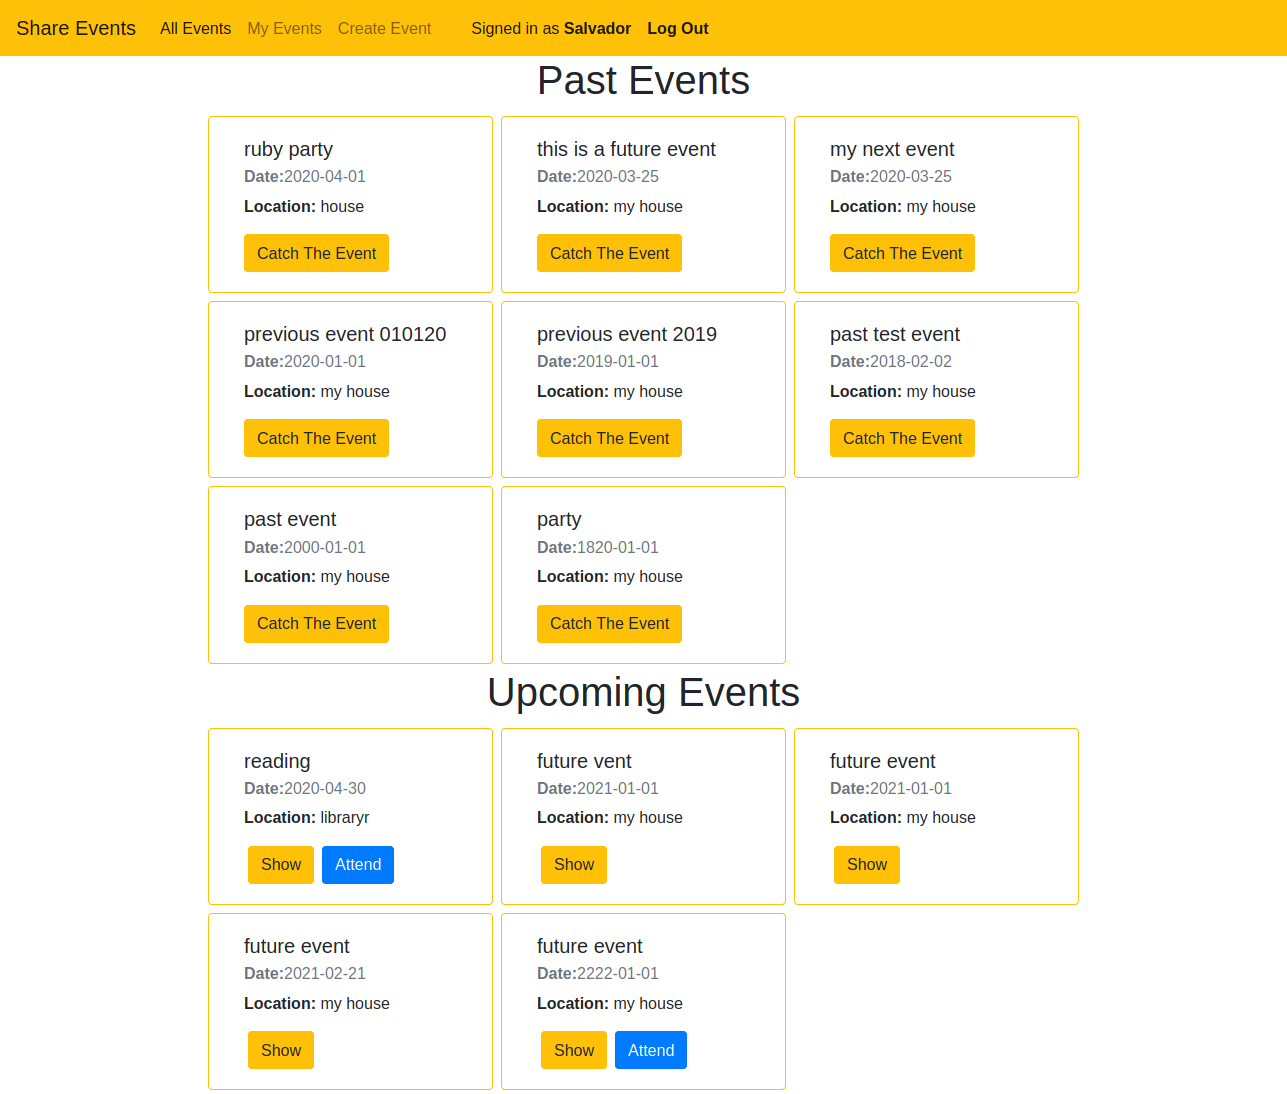 Share Events All Events My Events Create Event Signed in as Salvador Log Out
Past Events
ruby party
Date:2020-04-01
Location: house
Catch The Event
this is a future event
Date:2020-03-25
Location: my house
Catch The Event
my next event
Date:2020-03-25
Location: my house
Catch The Event
previous event 010120
Date:2020-01-01
Location: my house
Catch The Event
previous event 2019
Date:2019-01-01
Location: my house
Catch The Event
past test event
Date:2018-02-02
Location: my house
Catch The Event
past event
Date:2000-01-01
Location: my house
Catch The Event
party
Date:1820-01-01
Location: my house
Catch The Event
Upcoming Events
reading
Date:2020-04-30
Location: libraryr
Show Attend
future vent
Date:2021-01-01
Location: my house
Show
future event
Date:2021-01-01
Location: my house
Show
future event
Date:2021-02-21
Location: my house
Show
future event
Date:2222-01-01
Location: my house
Show Attend